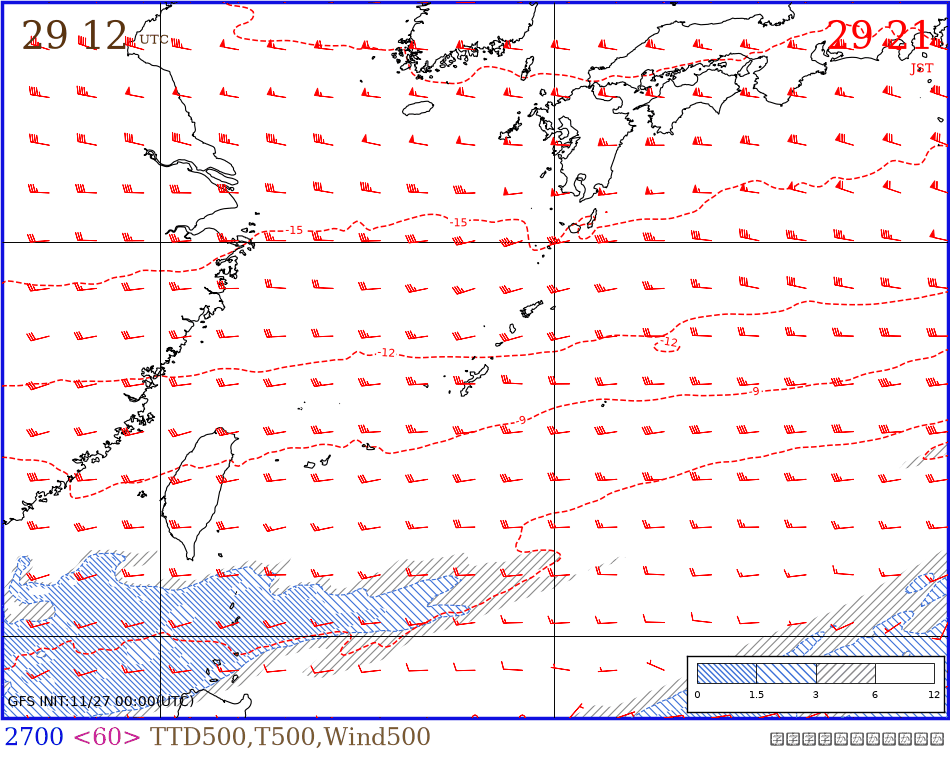 29 12 UTC 29 21
JST
-15 -15
-12
-12
-9
-9
GFS INIT:11/27 00:00(UTC)
0 1.5 3 6 12
2700 <60> TTD500,T500,Wind500